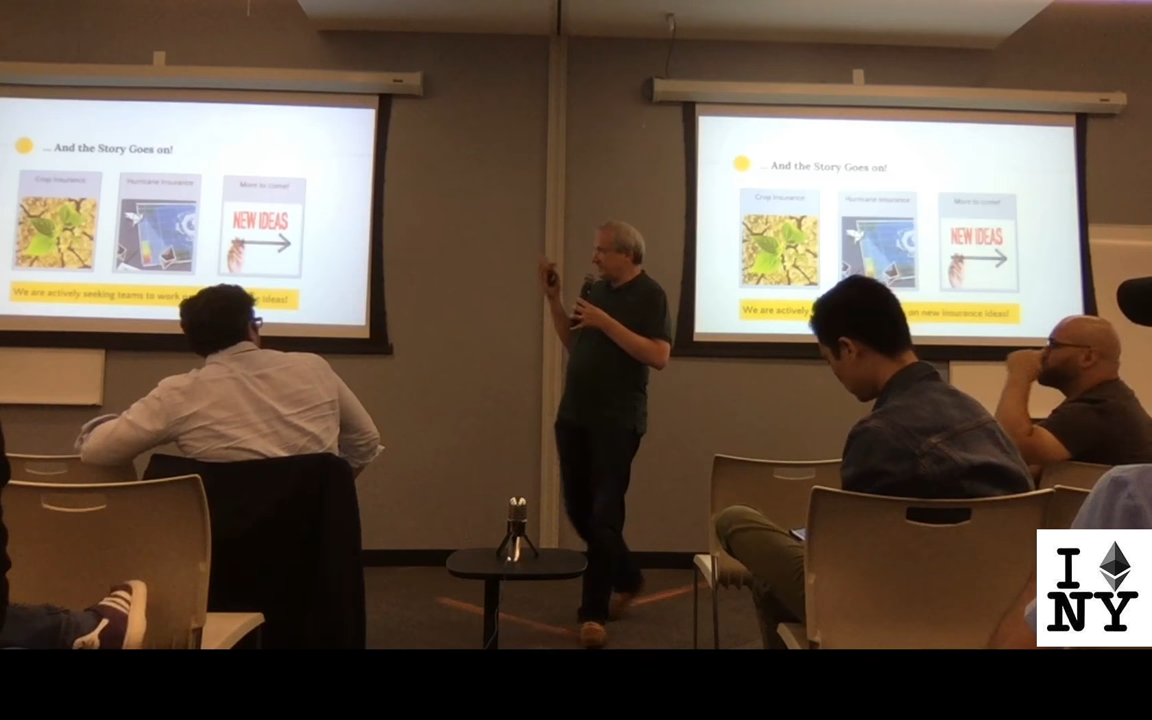 ... And the Story Goes on!
Crop Insurance
Hurricane Insurance
More to come!
NEW IDEAS
We are actively seeking teams to work
ideas!
... And the Story Goes on!
Crop Insurance
Hurricane Insurance
More to come!
NEW IDEAS
We are actively
on new insurance ideas!
I
NY